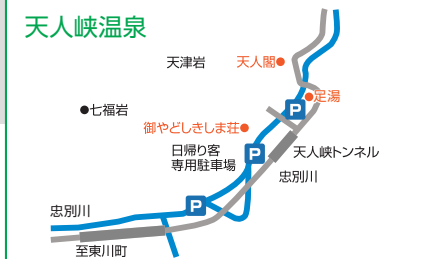 天人峡温泉
天津岩
天人閣
七福岩
足湯
P
御やどしきしま荘
日帰り客
専用駐車場
P
天人峡トンネル
忠別川
P
忠別川
至東川町